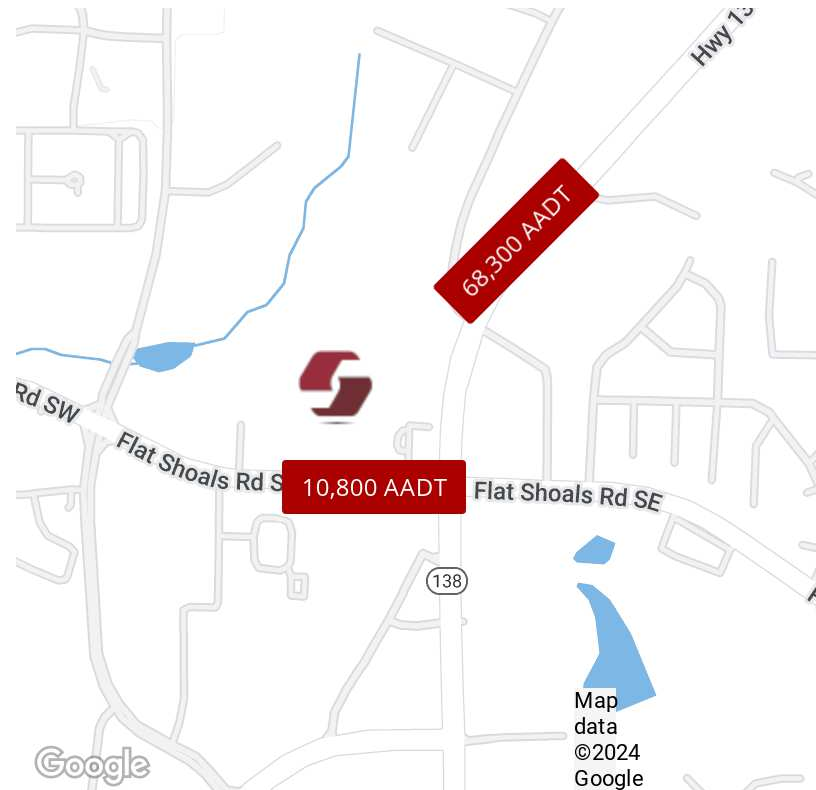 Hwy 13
68,300 AADT
Rd SW
Flat Shoals Rd S
10,800 AADT
Flat Shoals Rd SE
138
Map
data
©2024
Google
Google